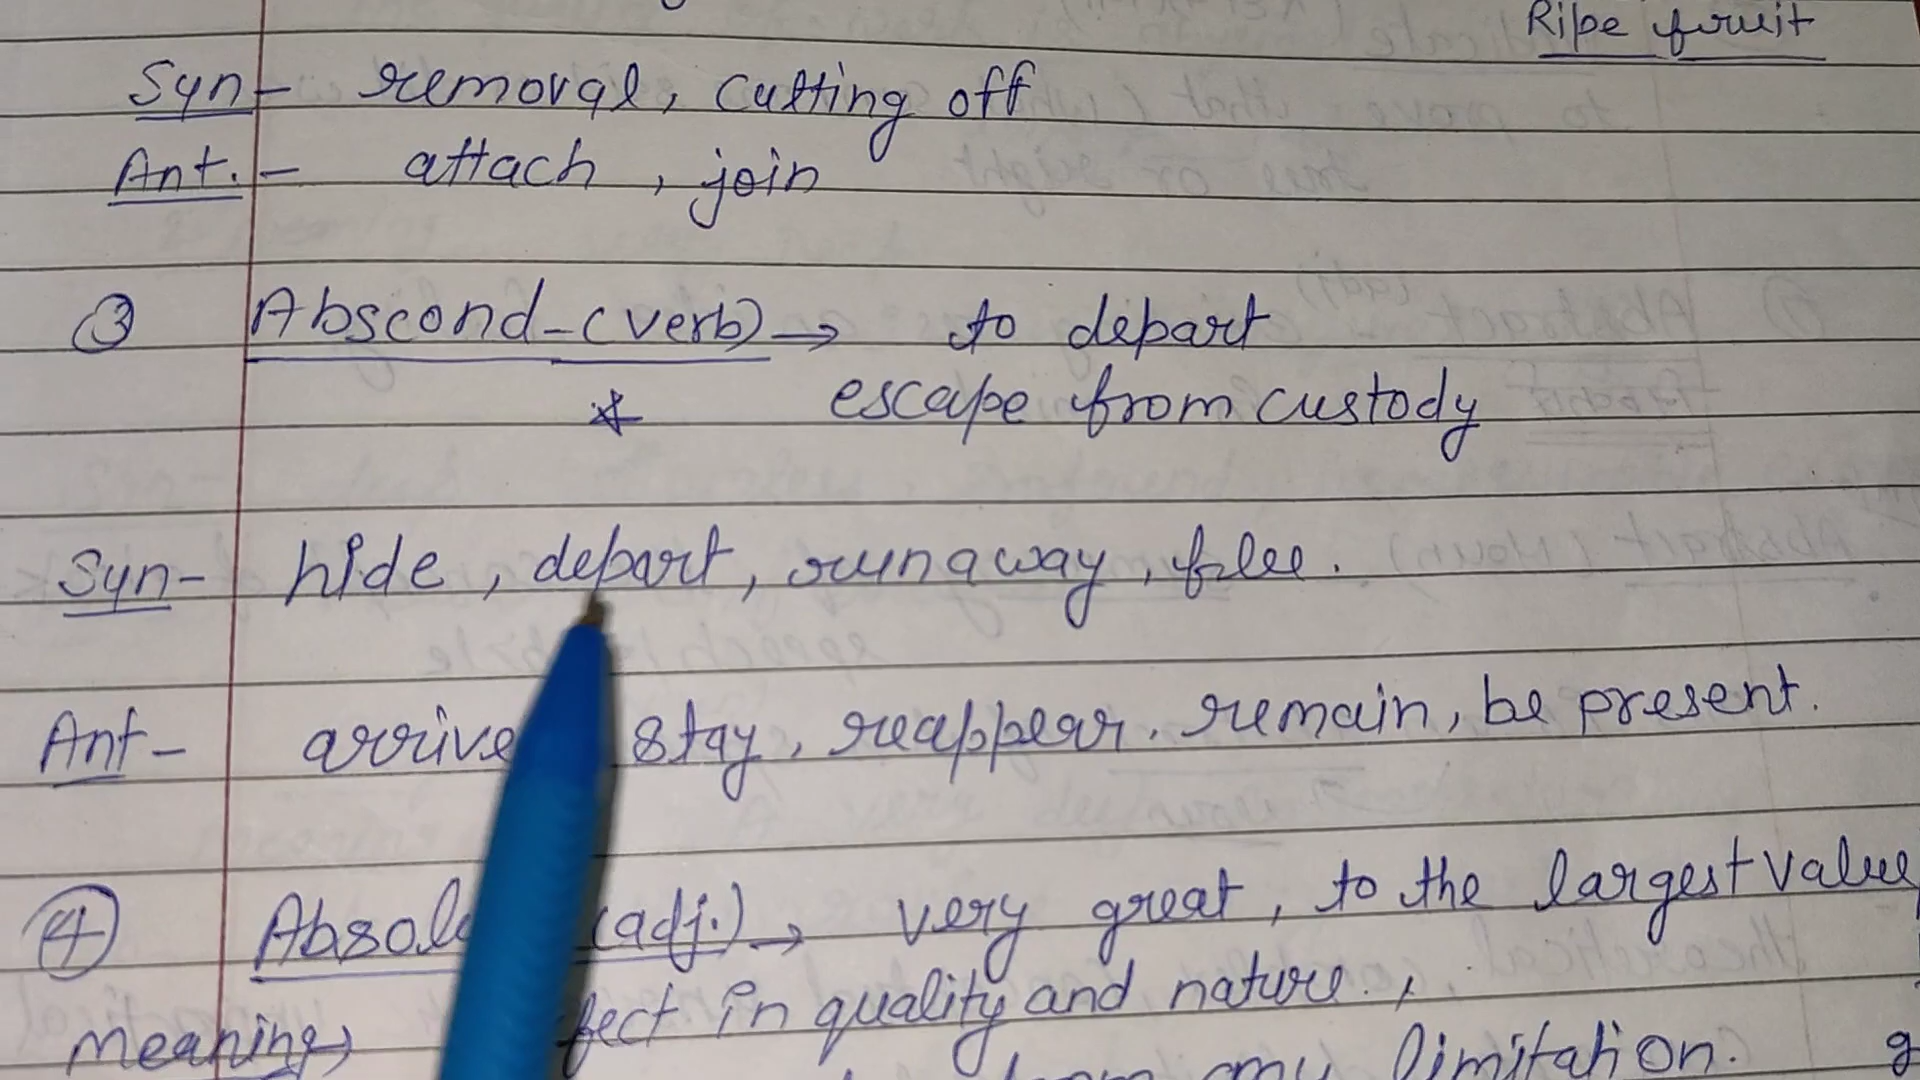 Ripe fruit
Syn - removal, cutting off
Ant. - attach, join
③ Abscond - (verb) → to depart
* escape from custody
Syn - hide, depart, runaway, flee.
Ant - arrive stay, reappear, remain, be present.
④ (adj.) → very great, to the largest value,
meaning in quality and nature.,
limitation.